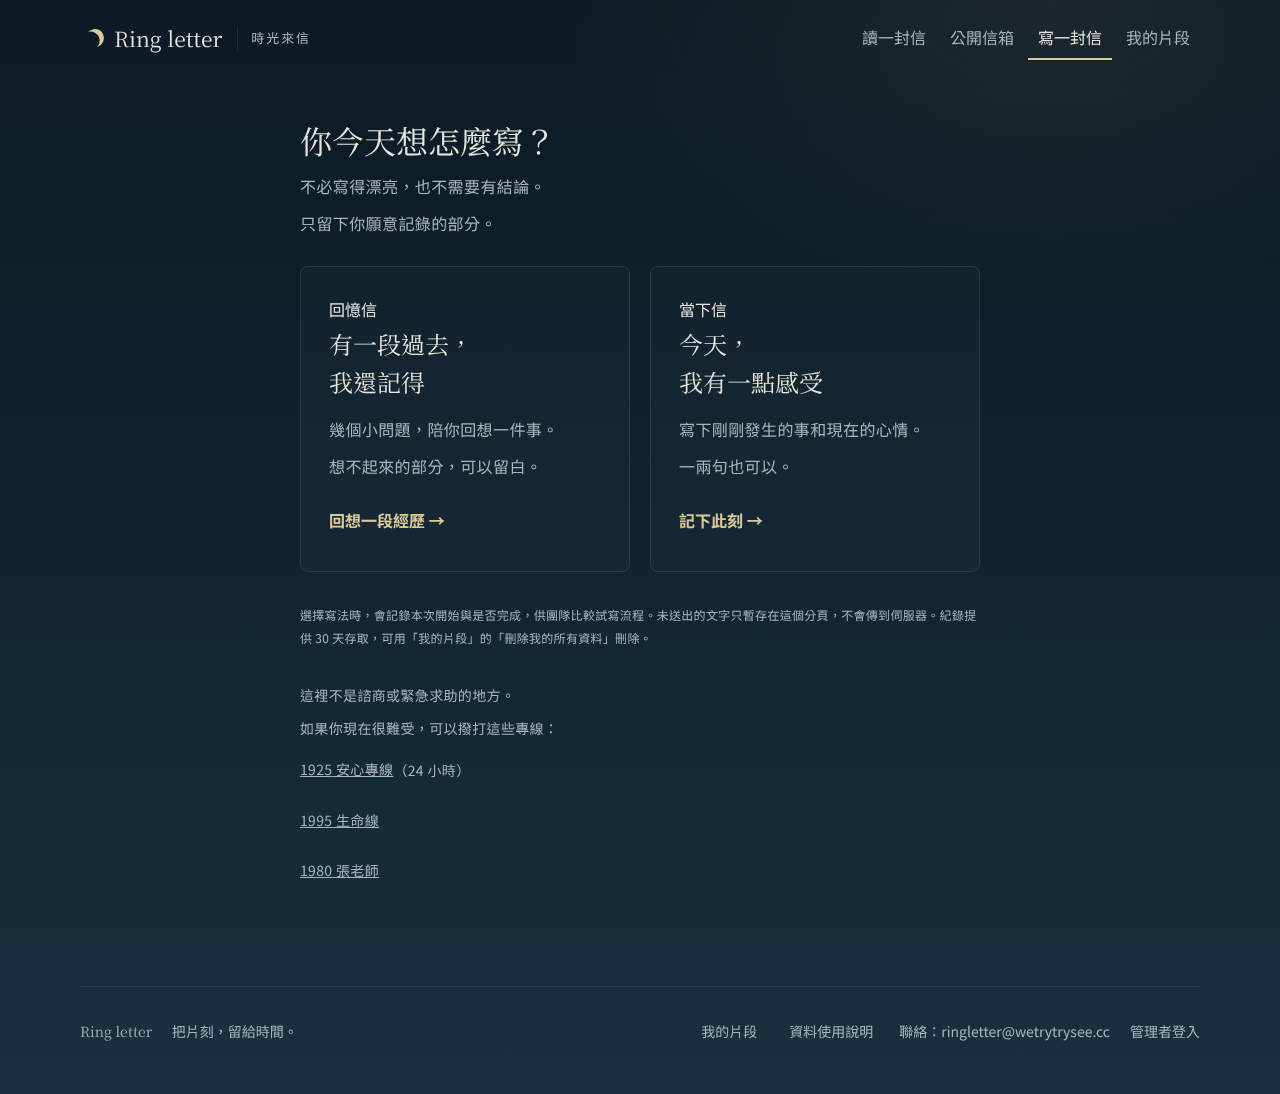 Ring letter 時光來信 讀一封信 公開信箱 寫一封信 我的片段
你今天想怎麼寫？
不必寫得漂亮，也不需要有結論。
只留下你願意記錄的部分。
回憶信
有一段過去，
我還記得
幾個小問題，陪你回想一件事。
想不起來的部分，可以留白。
回想一段經歷 →
當下信
今天，
我有一點感受
寫下剛剛發生的事和現在的心情。
一兩句也可以。
記下此刻 →
選擇寫法時，會記錄本次開始與是否完成，供團隊比較試寫流程。未送出的文字只暫存在這個分頁，不會傳到伺服器。紀錄提
供 30 天存取，可用「我的片段」的「刪除我的所有資料」刪除。
這裡不是諮商或緊急求助的地方。
如果你現在很難受，可以撥打這些專線：
1925 安心專線（24 小時）
1995 生命線
1980 張老師
Ring letter 把片刻，留給時間。 我的片段 資料使用說明 聯絡：ringletter@wetrytrysee.cc 管理者登入